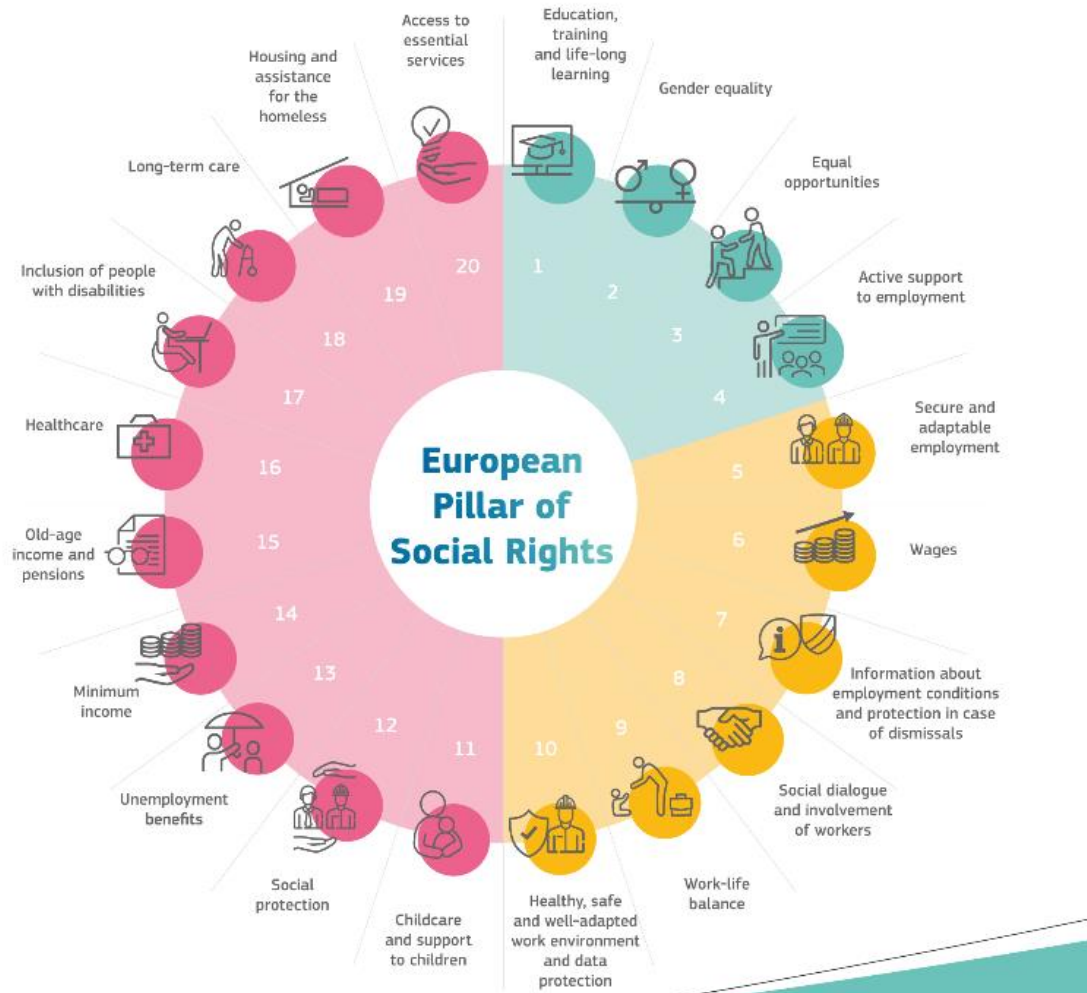 European
Pillar of
Social Rights
1
Education,
training
and life-long
learning
2
Gender equality
3
Equal
opportunities
4
Active support
to employment
5
Secure and
adaptable
employment
6
Wages
7
Information about
employment conditions
and protection in case
of dismissals
8
Social dialogue
and involvement
of workers
9
Work-life
balance
10
Healthy, safe
and well-adapted
work environment
and data
protection
11
Childcare
and support
to children
12
Social
protection
13
Unemployment
benefits
14
Minimum
income
15
Old-age
income and
pensions
16
Healthcare
17
Inclusion of people
with disabilities
18
Long-term care
19
Housing and
assistance
for the
homeless
20
Access to
essential
services
i